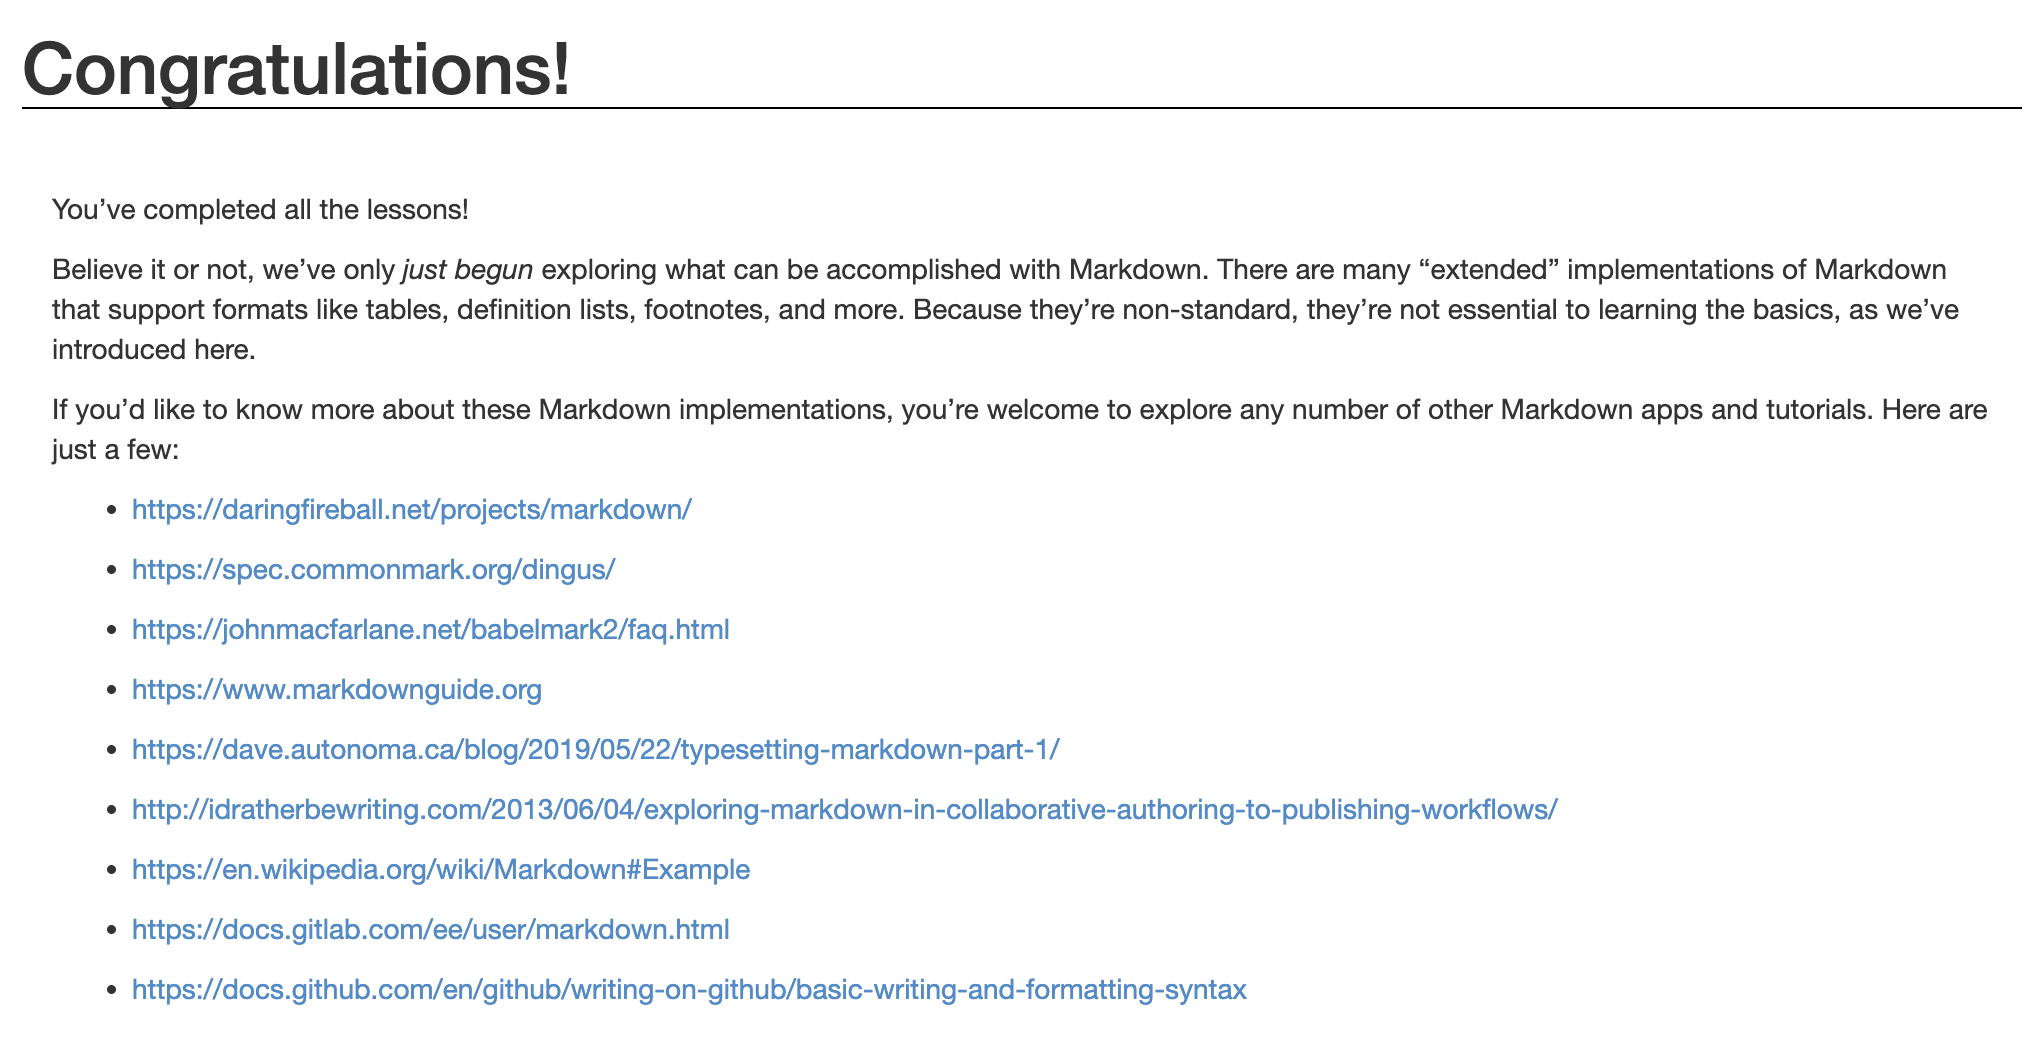 Congratulations!
You’ve completed all the lessons!
Believe it or not, we’ve only just begun exploring what can be accomplished with Markdown. There are many “extended” implementations of Markdown
that support formats like tables, definition lists, footnotes, and more. Because they’re non-standard, they’re not essential to learning the basics, as we’ve
introduced here.
If you’d like to know more about these Markdown implementations, you’re welcome to explore any number of other Markdown apps and tutorials. Here are
just a few:
• https://daringfireball.net/projects/markdown/
• https://spec.commonmark.org/dingus/
• https://johnmacfarlane.net/babelmark2/faq.html
• https://www.markdownguide.org
• https://dave.autonoma.ca/blog/2019/05/22/typesetting-markdown-part-1/
• http://idratherbewriting.com/2013/06/04/exploring-markdown-in-collaborative-authoring-to-publishing-workflows/
• https://en.wikipedia.org/wiki/Markdown#Example
• https://docs.gitlab.com/ee/user/markdown.html
• https://docs.github.com/en/github/writing-on-github/basic-writing-and-formatting-syntax